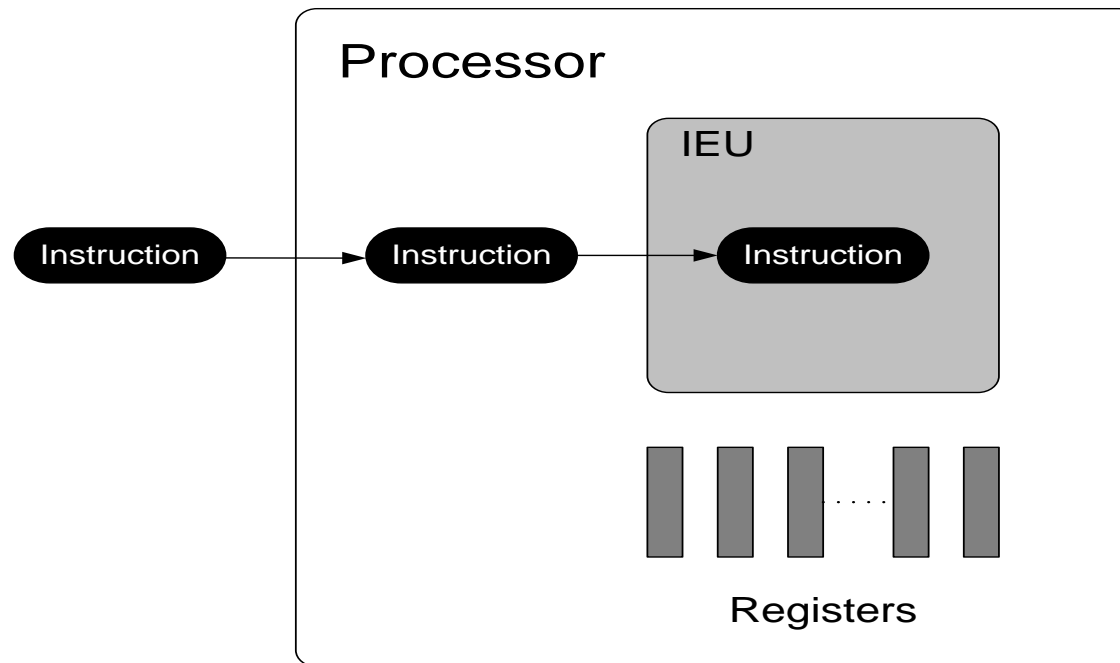 Processor
IEU
Instruction
Instruction
Instruction
Registers